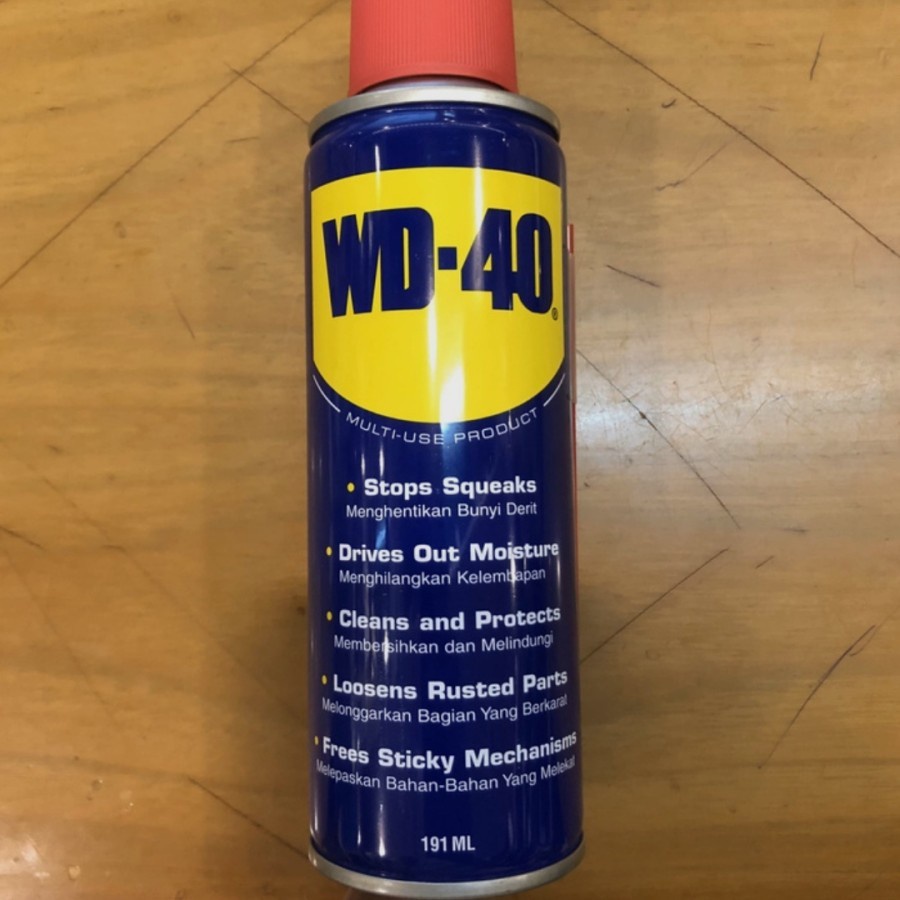 WD-40®
MULTI-USE PRODUCT
• Stops Squeaks
Menghentikan Bunyi Derit
• Drives Out Moisture
Menghilangkan Kelembapan
• Cleans and Protects
Membersihkan dan Melindungi
• Loosens Rusted Parts
Melonggarkan Bagian Yang Berkarat
• Frees Sticky Mechanisms
Melepaskan Bahan-Bahan Yang Melekat
191 ML